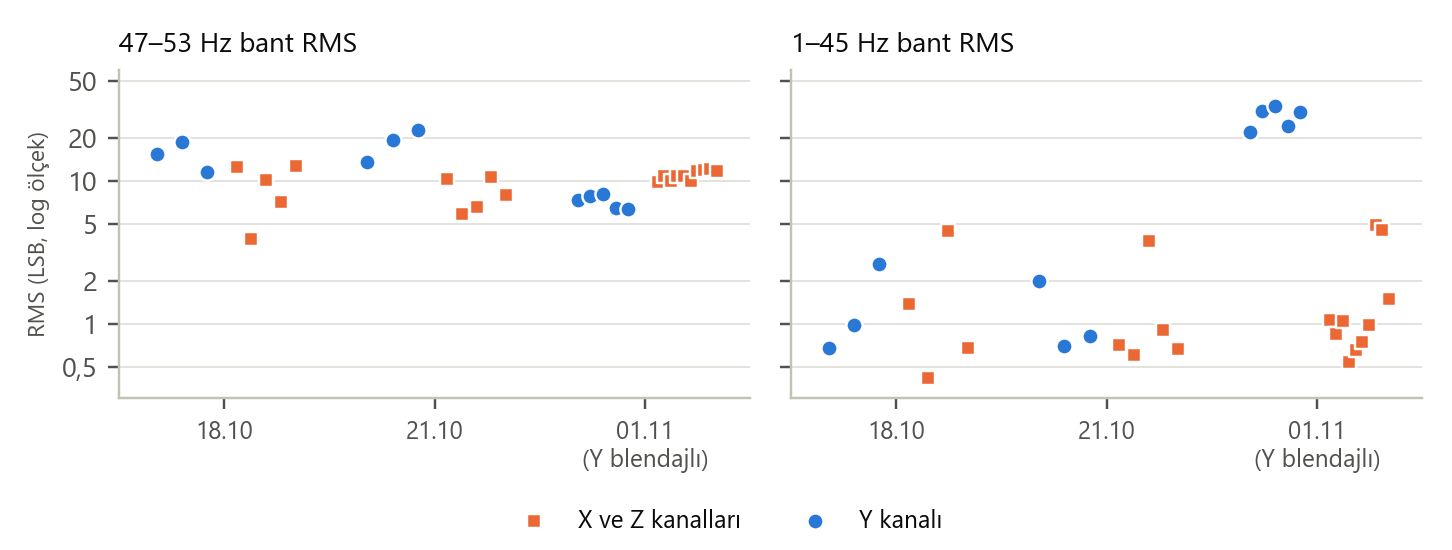 47–53 Hz bant RMS
1–45 Hz bant RMS
RMS (LSB, log ölçek)
50
20
10
5
2
1
0,5
18.10
21.10
01.11
(Y blendajlı)
18.10
21.10
01.11
(Y blendajlı)
X ve Z kanalları
Y kanalı